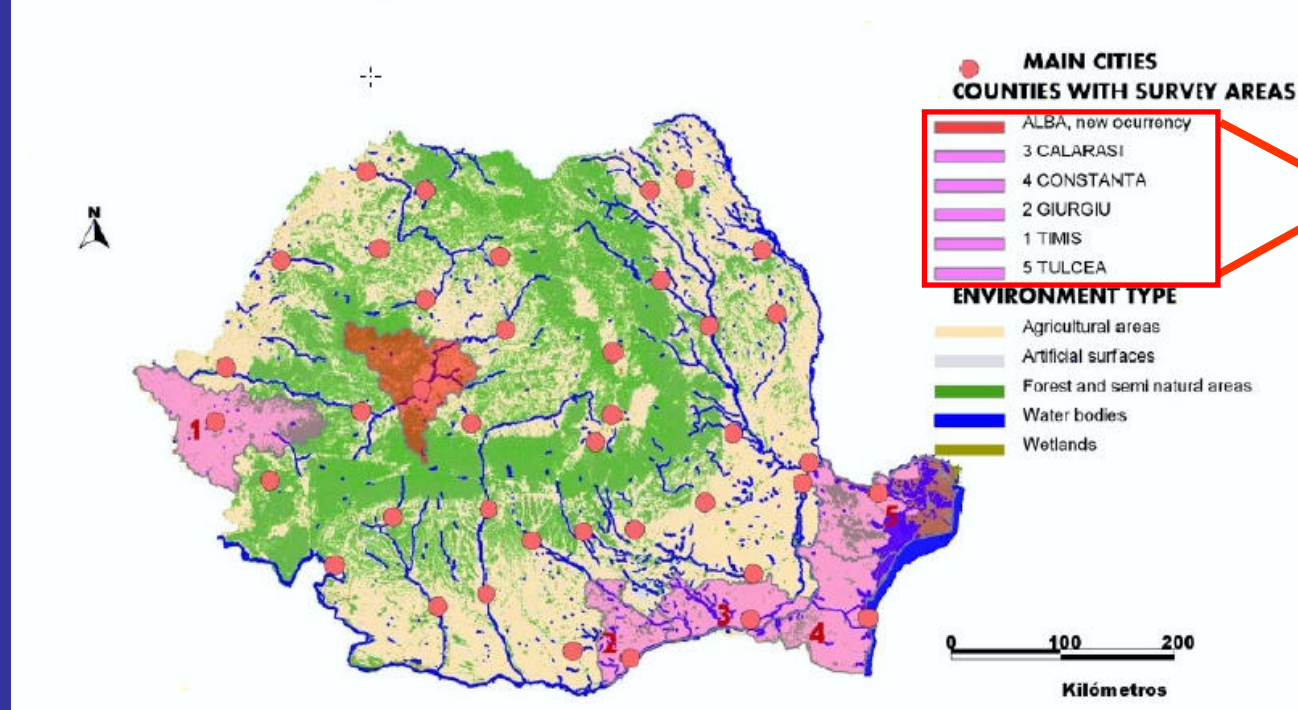 MAIN CITIES
COUNTIES WITH SURVEY AREAS
ALBA, new ocurrency
3 CALARASI
4 CONSTANTA
2 GIURGIU
1 TIMIS
5 TULCEA
ENVIRONMENT TYPE
Agricultural areas
Artificial surfaces
Forest and semi natural areas
Water bodies
Wetlands
N
1
5
3
4
2
0 100 200
Kilómetros